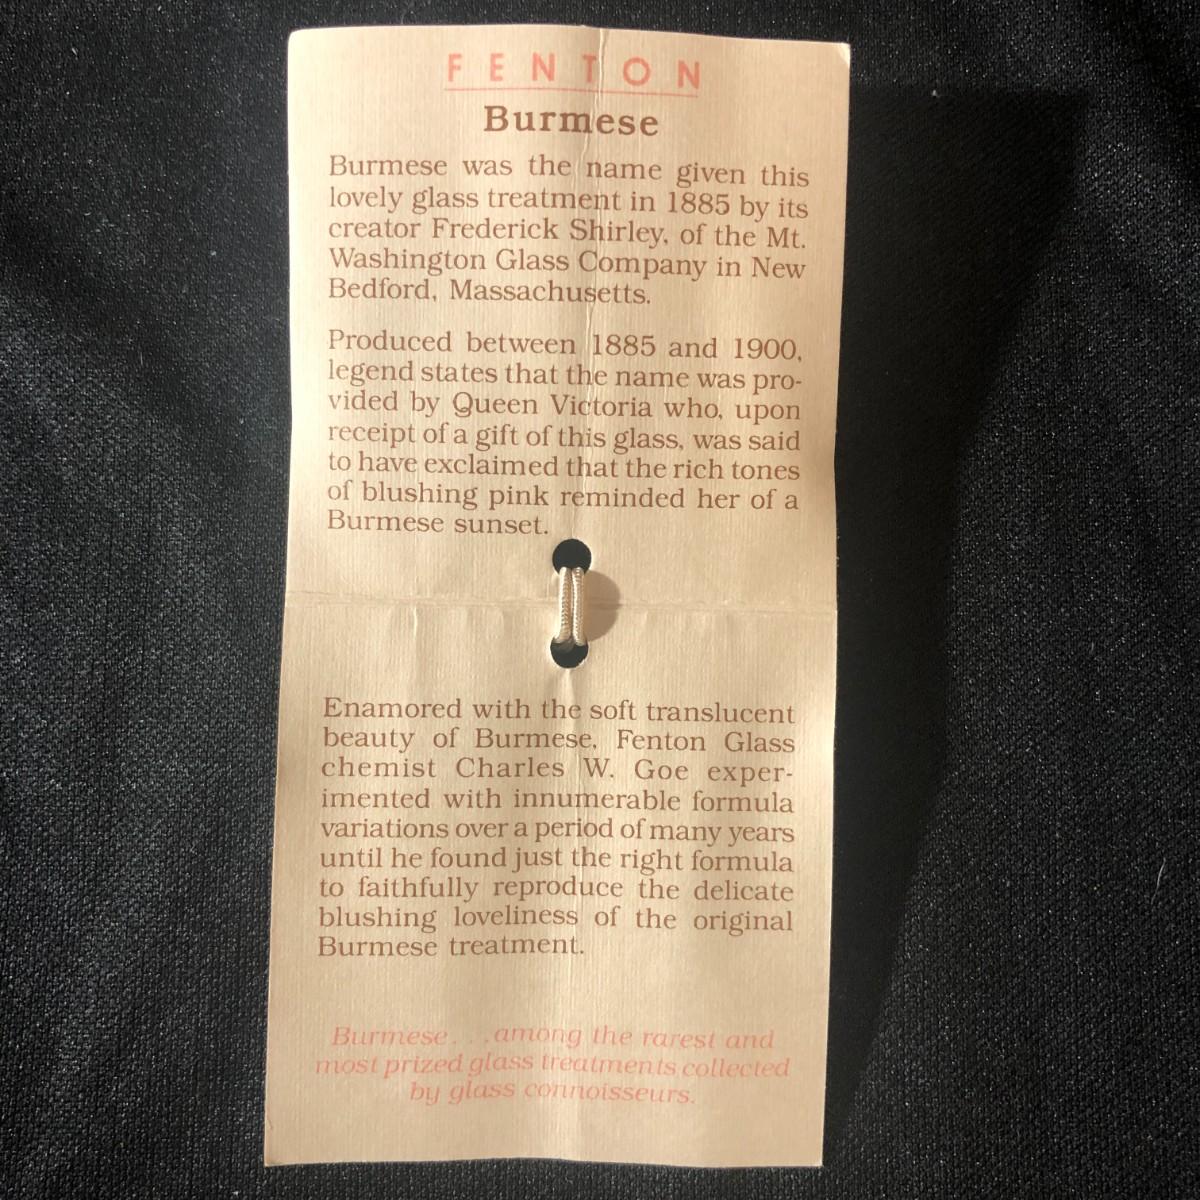 FENTON
Burmese
Burmese was the name given this
lovely glass treatment in 1885 by its
creator Frederick Shirley, of the Mt.
Washington Glass Company in New
Bedford, Massachusetts.
Produced between 1885 and 1900,
legend states that the name was pro-
vided by Queen Victoria who, upon
receipt of a gift of this glass, was said
to have exclaimed that the rich tones
of blushing pink reminded her of a
Burmese sunset.
Enamored with the soft translucent
beauty of Burmese, Fenton Glass
chemist Charles W. Goe exper-
imented with innumerable formula
variations over a period of many years
until he found just the right formula
to faithfully reproduce the delicate
blushing loveliness of the original
Burmese treatment.
Burmese. . .among the rarest and
most prized glass treatments collected
by glass connoisseurs.